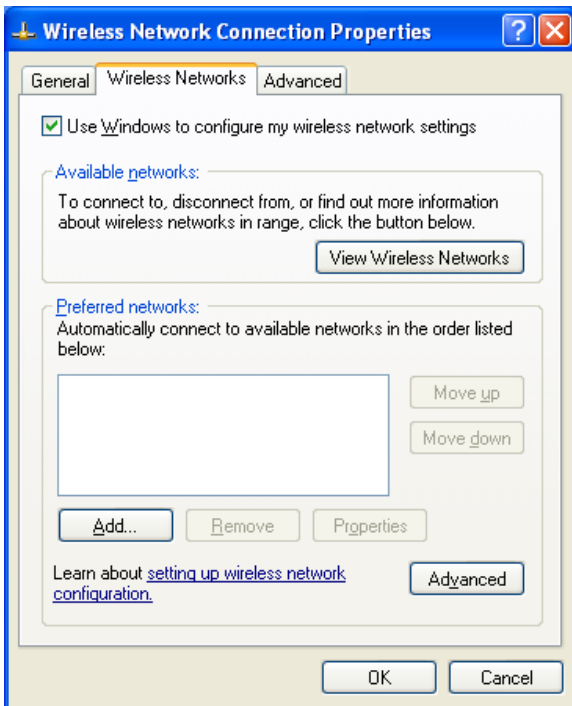 Wireless Network Connection Properties
General Wireless Networks Advanced
Use Windows to configure my wireless network settings
Available networks:
To connect to, disconnect from, or find out more information
about wireless networks in range, click the button below.
View Wireless Networks
Preferred networks:
Automatically connect to available networks in the order listed
below:
Move up
Move down
Add... Remove Properties
Learn about setting up wireless network
configuration.
Advanced
OK Cancel